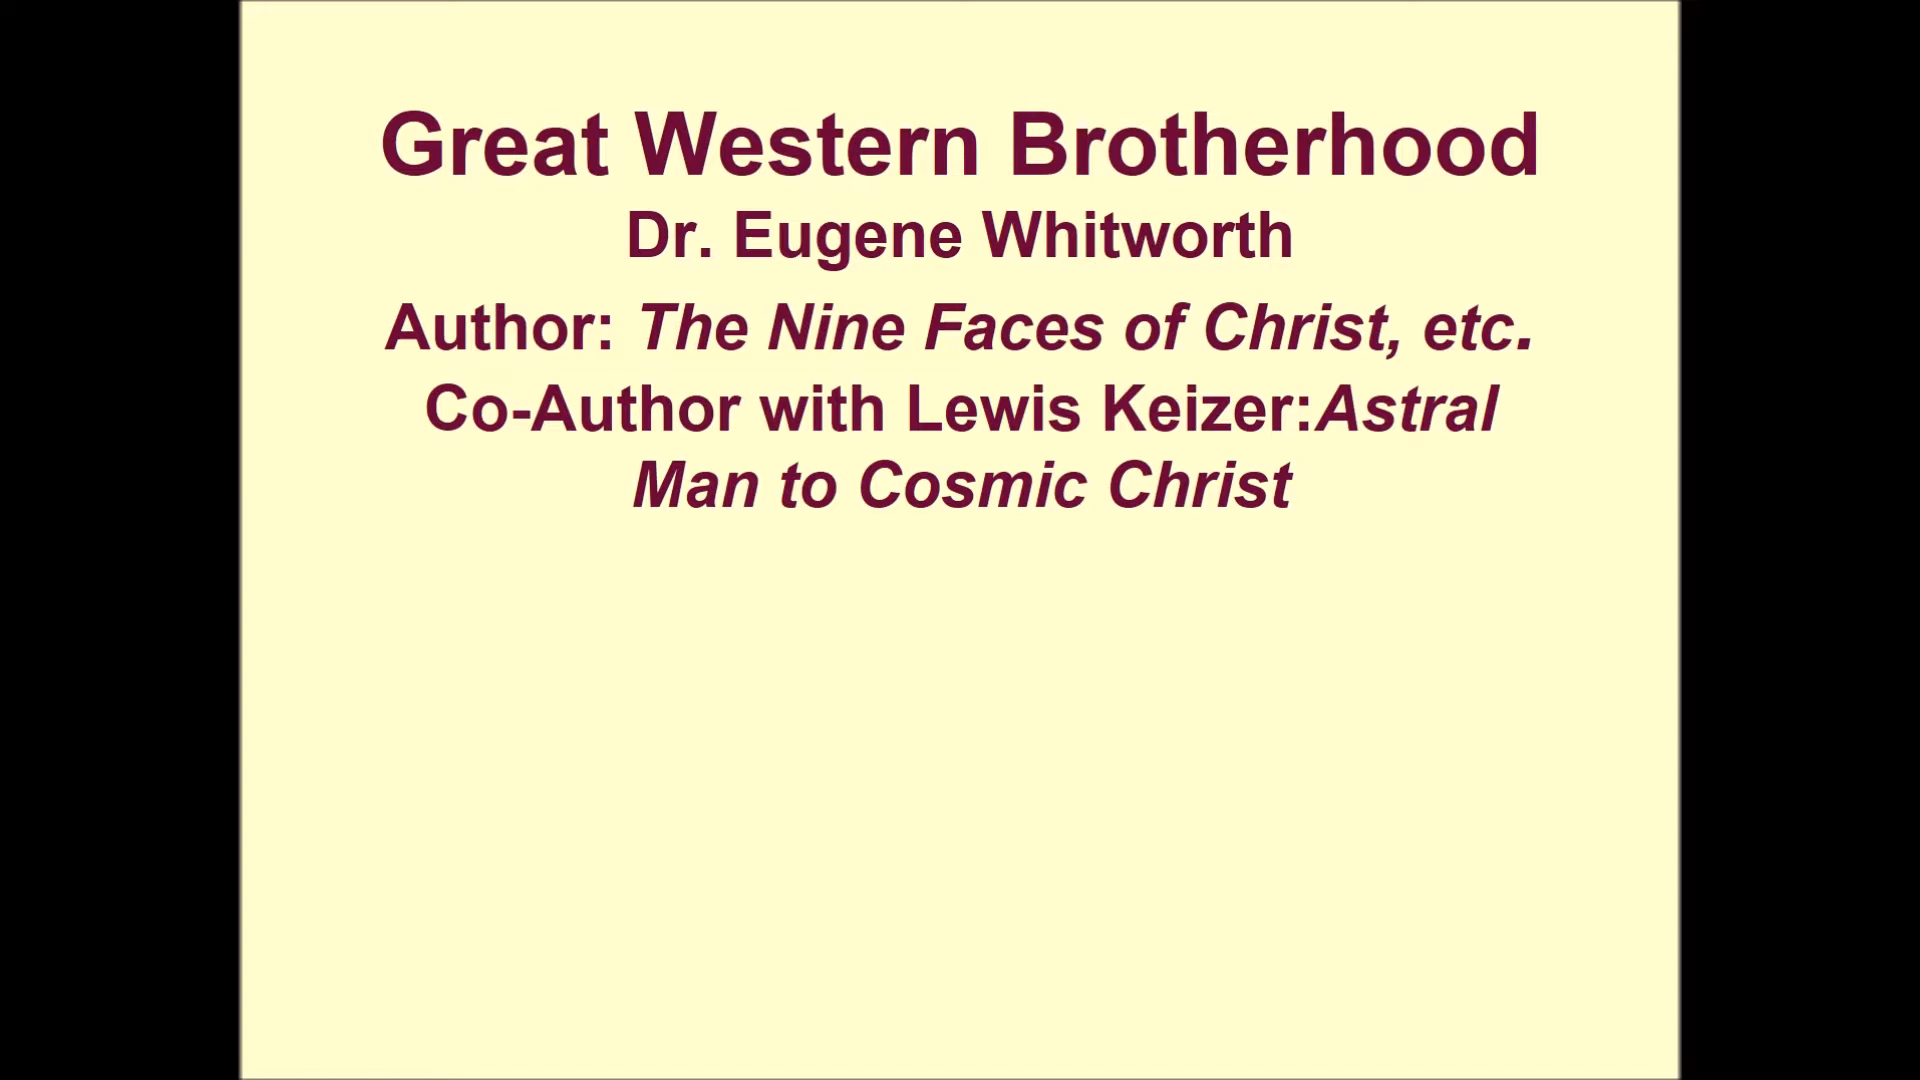 Great Western Brotherhood
Dr. Eugene Whitworth
Author: The Nine Faces of Christ, etc.
Co-Author with Lewis Keizer:Astral
Man to Cosmic Christ